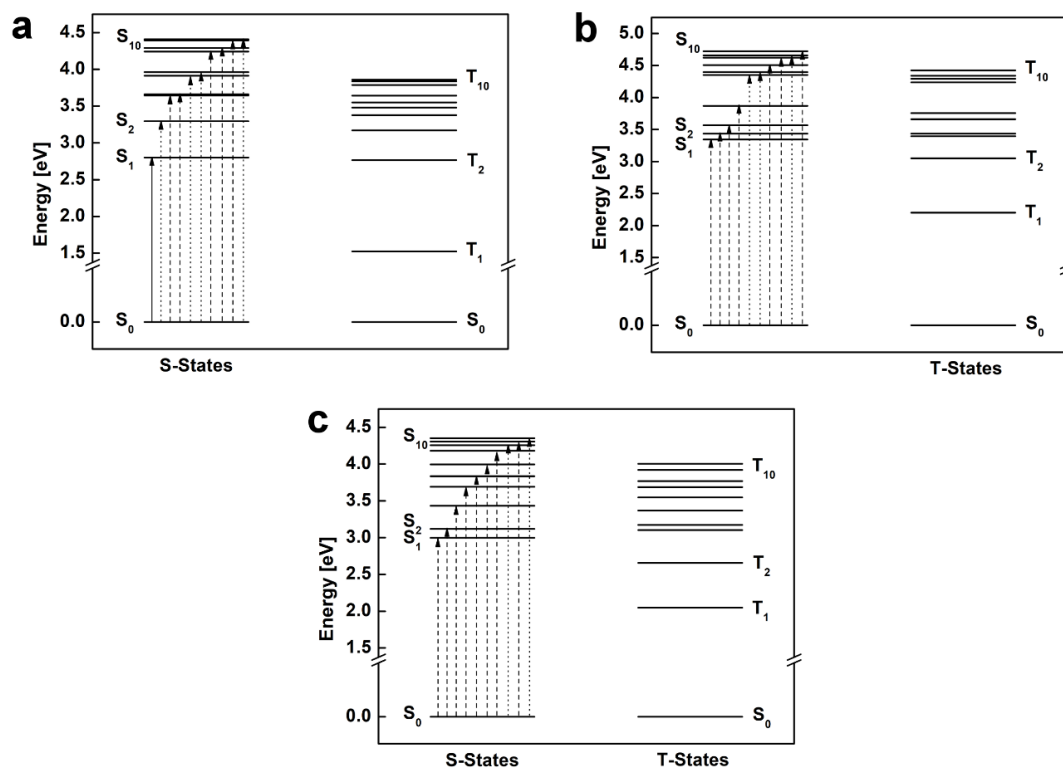 a
Energy [eV]
4.5
4.0
3.5
3.0
2.5
2.0
1.5
0.0
S10
S2
S1
S0
T10
T2
T1
S0
S-States
b
Energy [eV]
5.0
4.5
4.0
3.5
3.0
2.5
2.0
1.5
0.0
S10
S2
S1
S0
T10
T2
T1
S0
T-States
c
Energy [eV]
4.5
4.0
3.5
3.0
2.5
2.0
1.5
0.0
S10
S2
S1
S0
T10
T2
T1
S0
S-States T-States